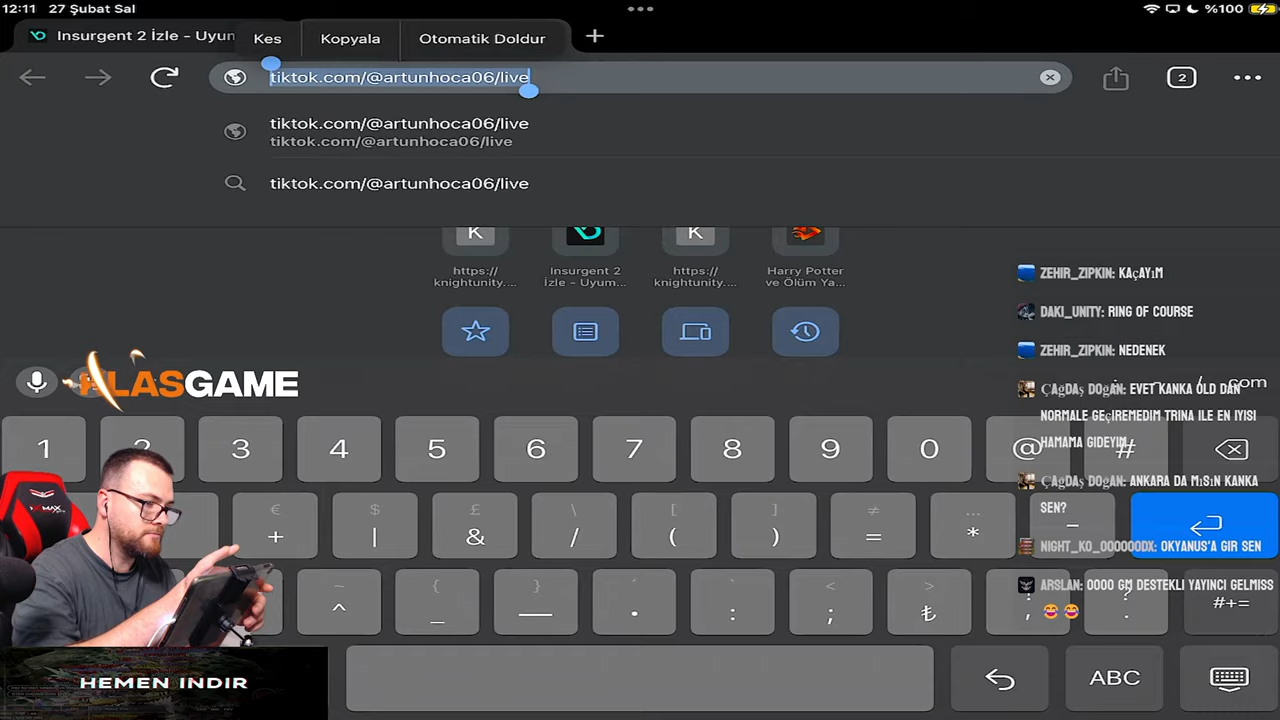 12:11 27 Şubat Sal
%100
Insurgent 2 İzle - Uyun
Kes
Kopyala
Otomatik Doldur
tiktok.com/@artunhoca06/live
2
tiktok.com/@artunhoca06/live
tiktok.com/@artunhoca06/live
tiktok.com/@artunhoca06/live
K
K
https://
knightunity....
Insurgent 2
İzle – Uyum...
https://
knightunity....
Harry Potter
ve Ölüm Ya...
ZEHIR_ZIPKIN: KAÇAYIM
DAKI_UNITY: RING OF COURSE
ZEHIR_ZIPKIN: NEDENEK
ÇAĞDAŞ DOĞAN: EVET KANKA OLD DAN
NORMALE GEÇIREMEDIM TRINA ILE EN IYISI
HAMAMA GIDEYIM
ÇAĞDAŞ DOĞAN: ANKARA DA MISIN KANKA
SEN?
NIGHT_KO_OOOOOODX: OKYANUS'A GIR SEN
ARSLAN: OOOO GM DESTEKLI YAYINCI GELMISS
😂😂
KLASGAME
/ .com
1 2 3 4 5 6 7 8 9 0 @ #
€ $ £ \ [ ] ≠ ...
+ | & / ( ) = * –
~ { } ˙ < > ?
^ _ — • : ; ₺ , . #+=
ABC
HEMEN INDIR